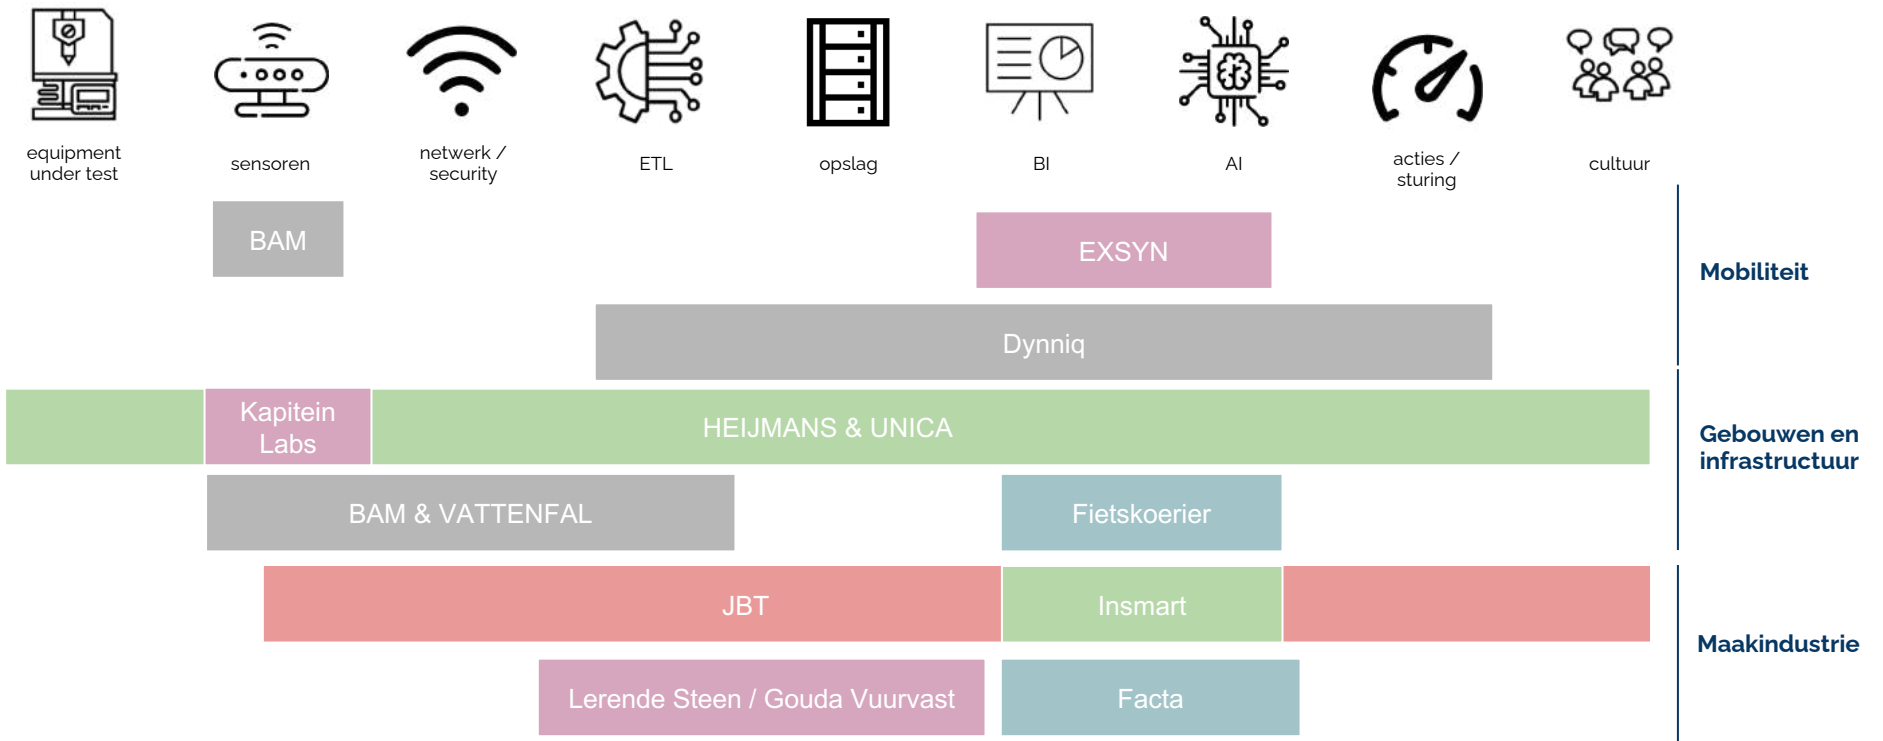 equipment
under test
sensoren
netwerk /
security
ETL
opslag
BI
AI
acties /
sturing
cultuur
BAM
EXSYN
Mobiliteit
Dynniq
Kapitein
Labs
HEIJMANS & UNICA
Gebouwen en
infrastructuur
BAM & VATTENFAL
Fietskoerier
JBT
Insmart
Maakindustrie
Lerende Steen / Gouda Vuurvast
Facta